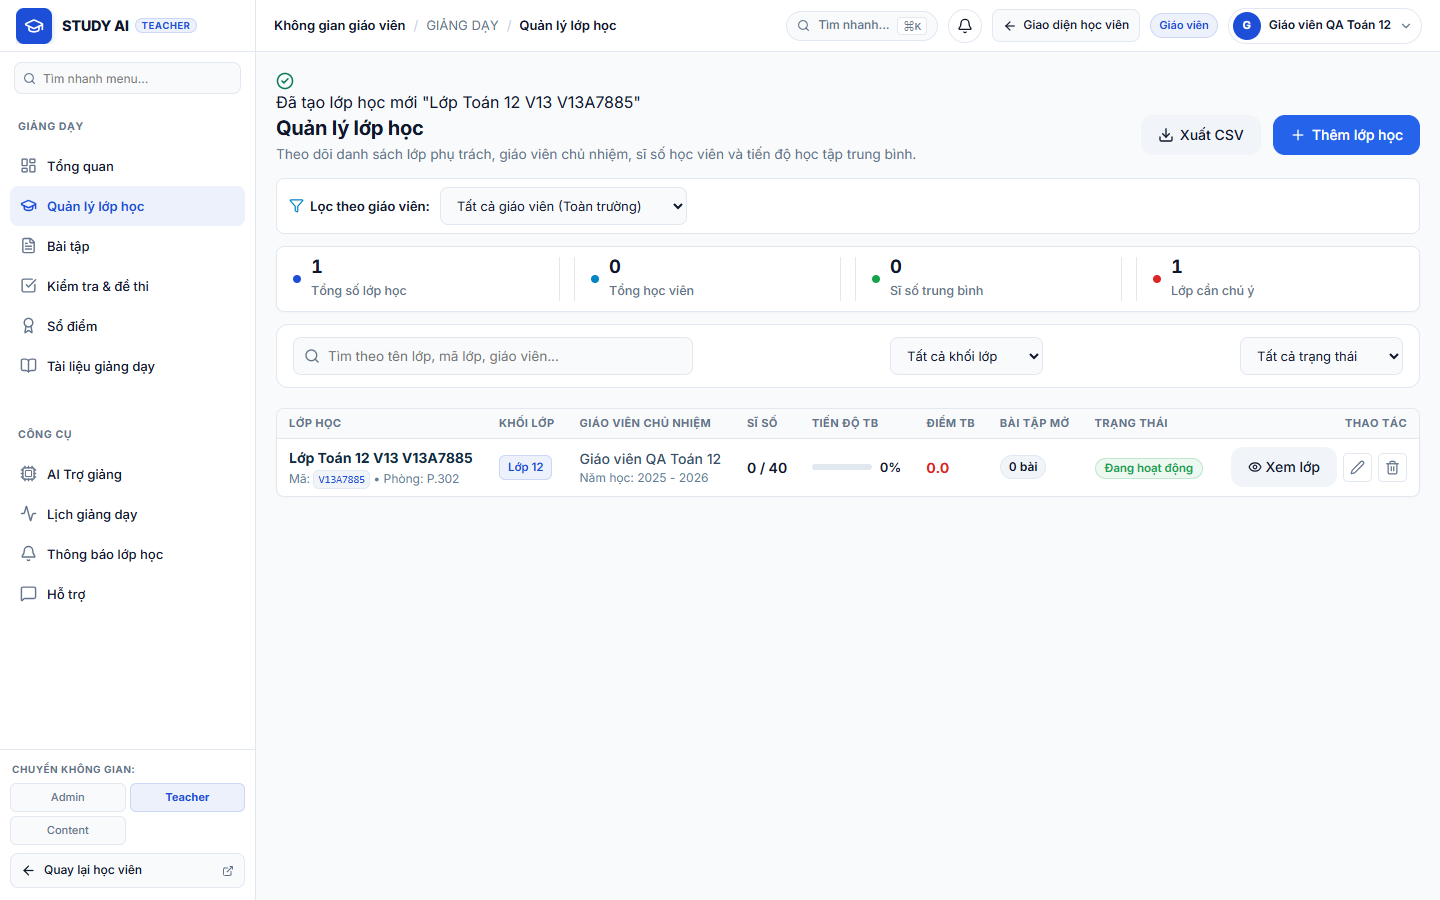 STUDY AI TEACHER
Tìm nhanh menu...
GIẢNG DẠY
Tổng quan
Quản lý lớp học
Bài tập
Kiểm tra & đề thi
Sổ điểm
Tài liệu giảng dạy
CÔNG CỤ
AI Trợ giảng
Lịch giảng dạy
Thông báo lớp học
Hỗ trợ
CHUYỂN KHÔNG GIAN:
Admin Teacher
Content
Quay lại học viên
Không gian giáo viên / GIẢNG DẠY / Quản lý lớp học
Tìm nhanh... ⌘K
Giao diện học viên
Giáo viên
G Giáo viên QA Toán 12
Đã tạo lớp học mới "Lớp Toán 12 V13 V13A7885"
Quản lý lớp học
Theo dõi danh sách lớp phụ trách, giáo viên chủ nhiệm, sĩ số học viên và tiến độ học tập trung bình.
Xuất CSV
Thêm lớp học
Lọc theo giáo viên: Tất cả giáo viên (Toàn trường)
1
Tổng số lớp học
0
Tổng học viên
0
Sĩ số trung bình
1
Lớp cần chú ý
Tìm theo tên lớp, mã lớp, giáo viên...
Tất cả khối lớp
Tất cả trạng thái
LỚP HỌC KHỐI LỚP GIÁO VIÊN CHỦ NHIỆM SĨ SỐ TIẾN ĐỘ TB ĐIỂM TB BÀI TẬP MỞ TRẠNG THÁI THAO TÁC
Lớp Toán 12 V13 V13A7885
Mã: V13A7885 • Phòng: P.302
Lớp 12
Giáo viên QA Toán 12
Năm học: 2025 - 2026
0 / 40
0%
0.0
0 bài
Đang hoạt động
Xem lớp